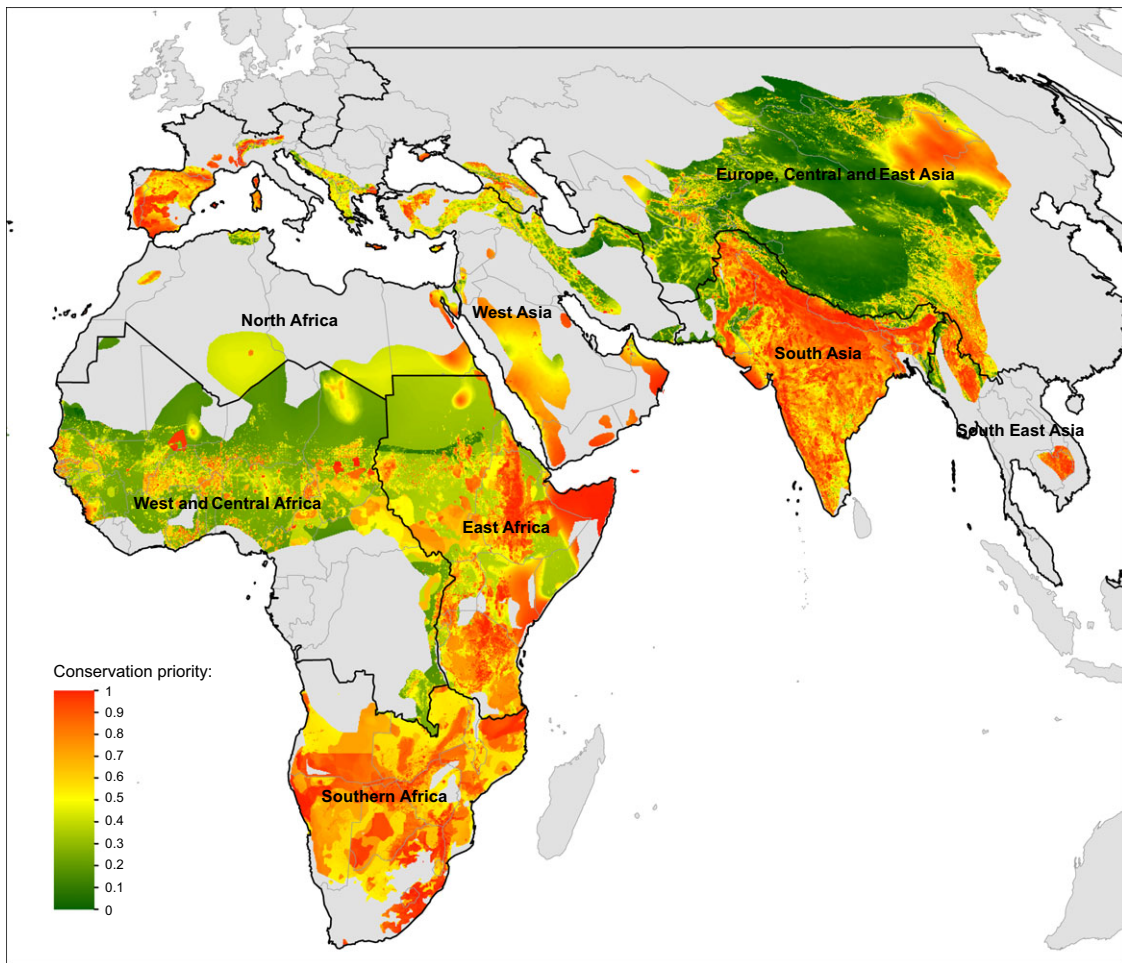 Europe, Central and East Asia
North Africa
West Asia
South Asia
South East Asia
West and Central Africa
East Africa
Southern Africa
Conservation priority:
1
0.9
0.8
0.7
0.6
0.5
0.4
0.3
0.2
0.1
0